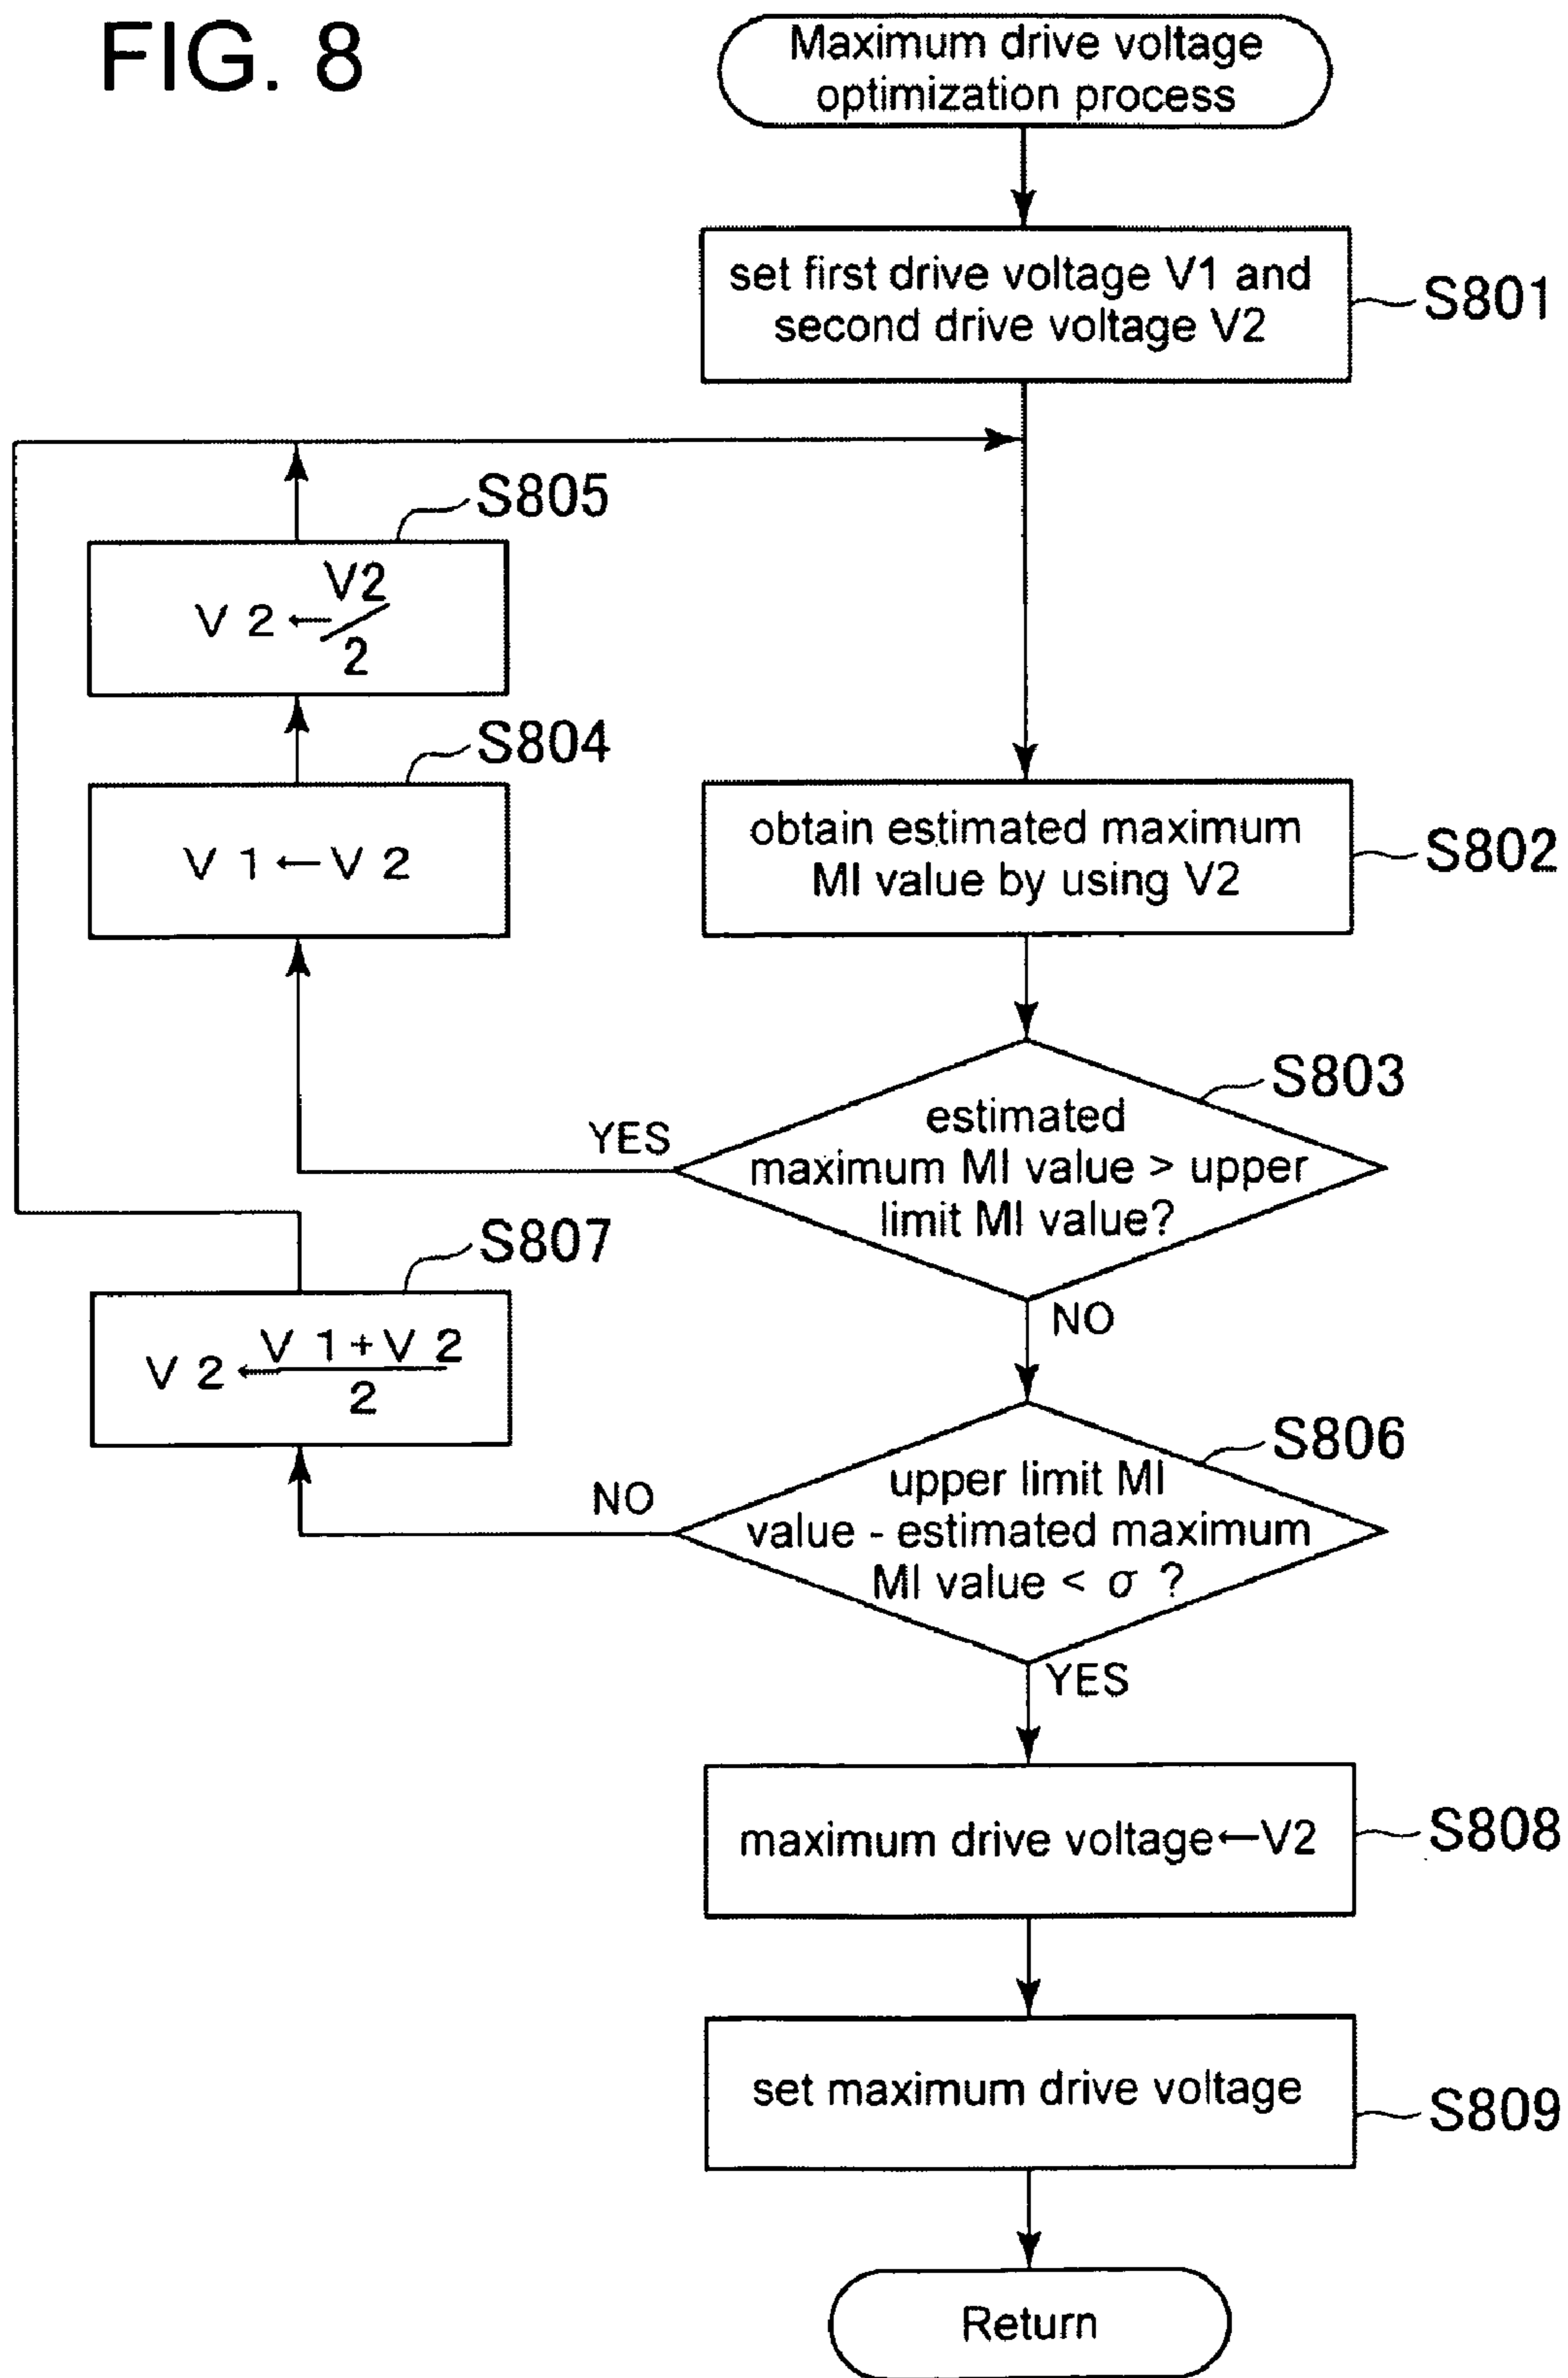 FIG. 8
Maximum drive voltage
optimization process
set first drive voltage V1 and
second drive voltage V2
S801
S805
V 2 ← V2 / 2
S804
V 1 ← V 2
obtain estimated maximum
MI value by using V2
S802
S803
estimated
maximum MI value > upper
limit MI value?
YES
NO
S807
V 2 ← V 1 + V 2
2
S806
upper limit MI
value - estimated maximum
MI value < σ ?
NO
YES
maximum drive voltage←V2
S808
set maximum drive voltage
S809
Return